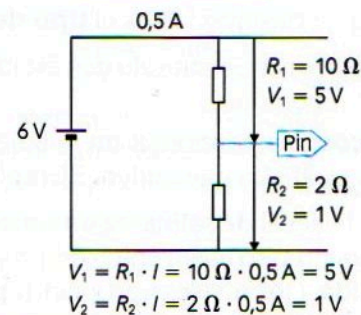 0,5 A
R₁ = 10 Ω
V₁ = 5 V
6 V
Pin
R₂ = 2 Ω
V₂ = 1 V
V₁ = R₁ · I = 10 Ω · 0,5 A = 5 V
V₂ = R₂ · I = 2 Ω · 0,5 A = 1 V